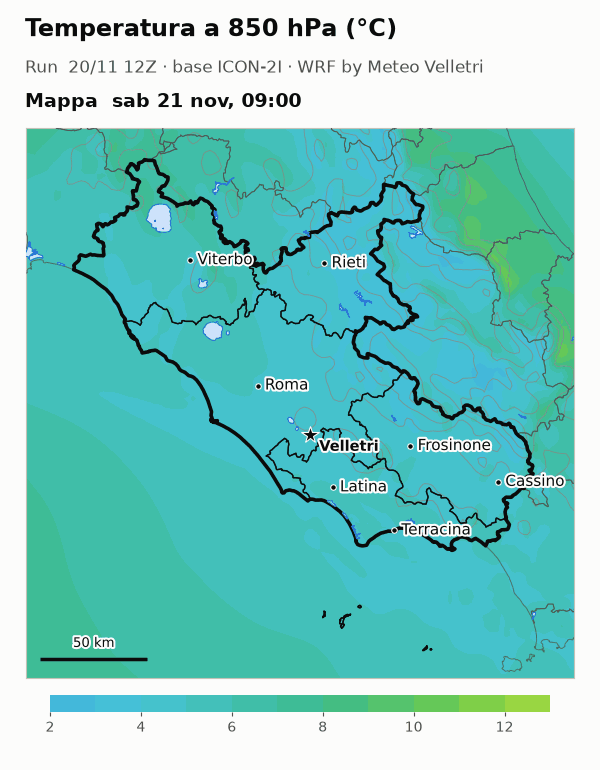 Temperatura a 850 hPa (°C)
Run  20/11 12Z · base ICON-2I · WRF by Meteo Velletri
Mappa  sab 21 nov, 09:00
Viterbo
Rieti
Roma
Velletri
Frosinone
Latina
Cassino
Terracina
50 km
2 4 6 8 10 12